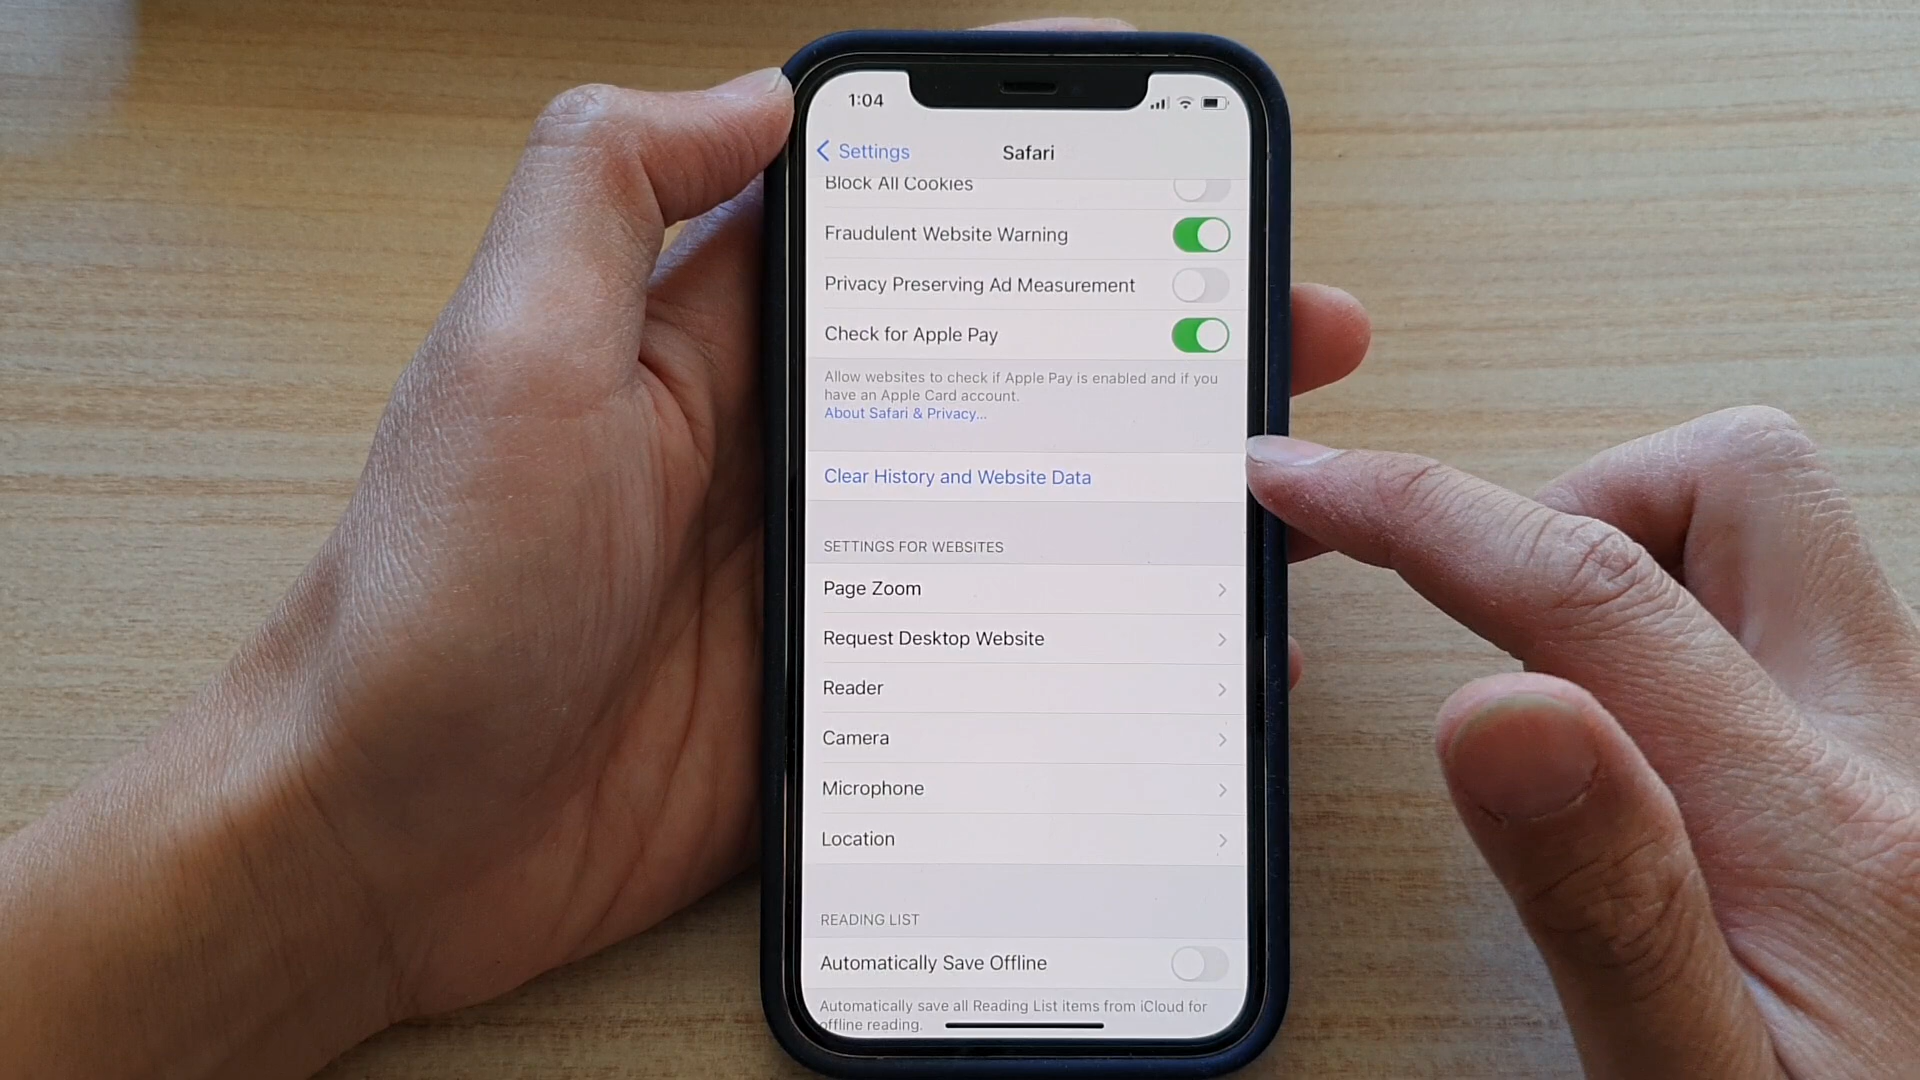 1:04
Settings
Safari
Block All Cookies
Fraudulent Website Warning
Privacy Preserving Ad Measurement
Check for Apple Pay
Allow websites to check if Apple Pay is enabled and if you
have an Apple Card account.
About Safari & Privacy...
Clear History and Website Data
SETTINGS FOR WEBSITES
Page Zoom
Request Desktop Website
Reader
Camera
Microphone
Location
READING LIST
Automatically Save Offline
Automatically save all Reading List items from iCloud for
offline reading.